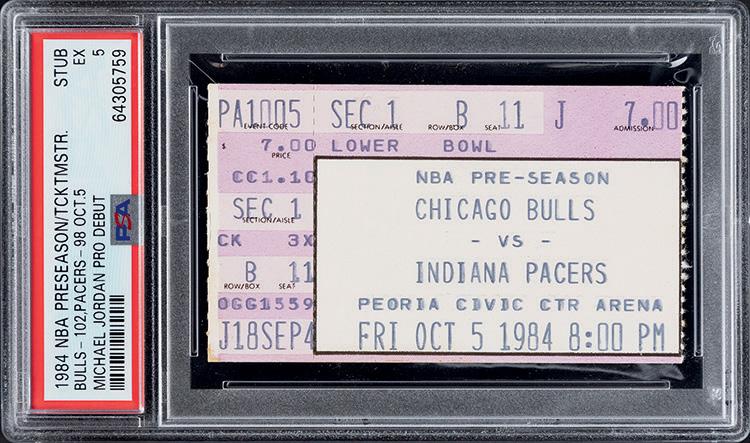 1984 NBA PRESEASON/TCKTMSTR. STUB
BULLS - 102,PACERS - 98 OCT.5 EX 5
MICHAEL JORDAN PRO DEBUT 64305759
PSA
PA1005 SEC 1 B 11 J 7.00
EVENT CODE SECTION/AISLE ROW/BOX SEAT ADMISSION
$ 7.00 LOWER BOWL
PRICE
CC1.10
SEC 1
SECTION/AISLE
CK 3X
B 11
ROW/BOX SEAT
OGG1559
J18SEP4
NBA PRE-SEASON
CHICAGO BULLS
- VS -
INDIANA PACERS
PEORIA CIVIC CTR ARENA
FRI OCT 5 1984 8:00 PM